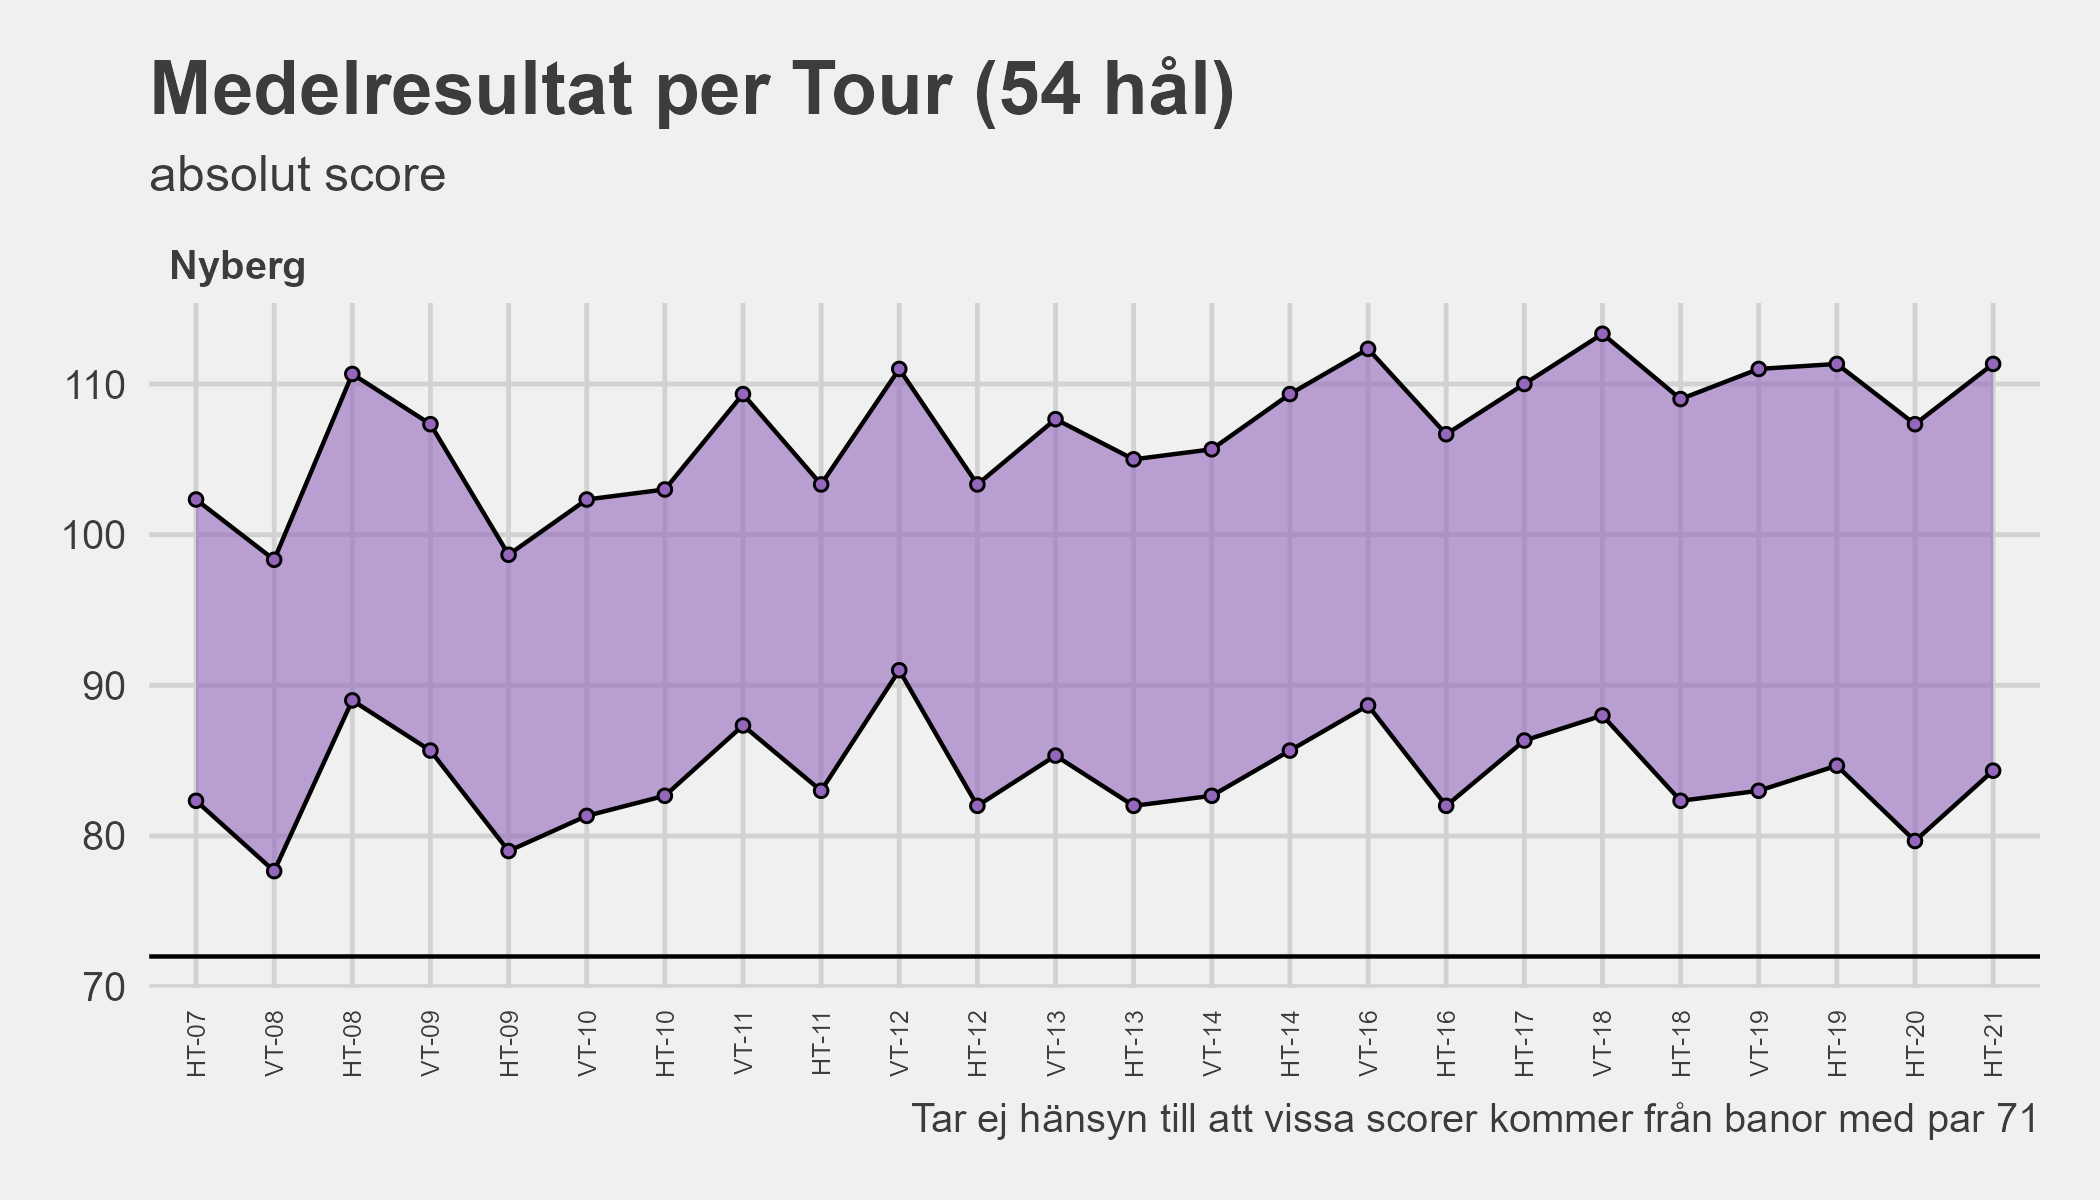 Medelresultat per Tour (54 hål)
absolut score
Nyberg
110
100
90
80
70
HT-07
VT-08
HT-08
VT-09
HT-09
VT-10
HT-10
VT-11
HT-11
VT-12
HT-12
VT-13
HT-13
VT-14
HT-14
VT-16
HT-16
HT-17
VT-18
HT-18
VT-19
HT-19
HT-20
HT-21
Tar ej hänsyn till att vissa scorer kommer från banor med par 71